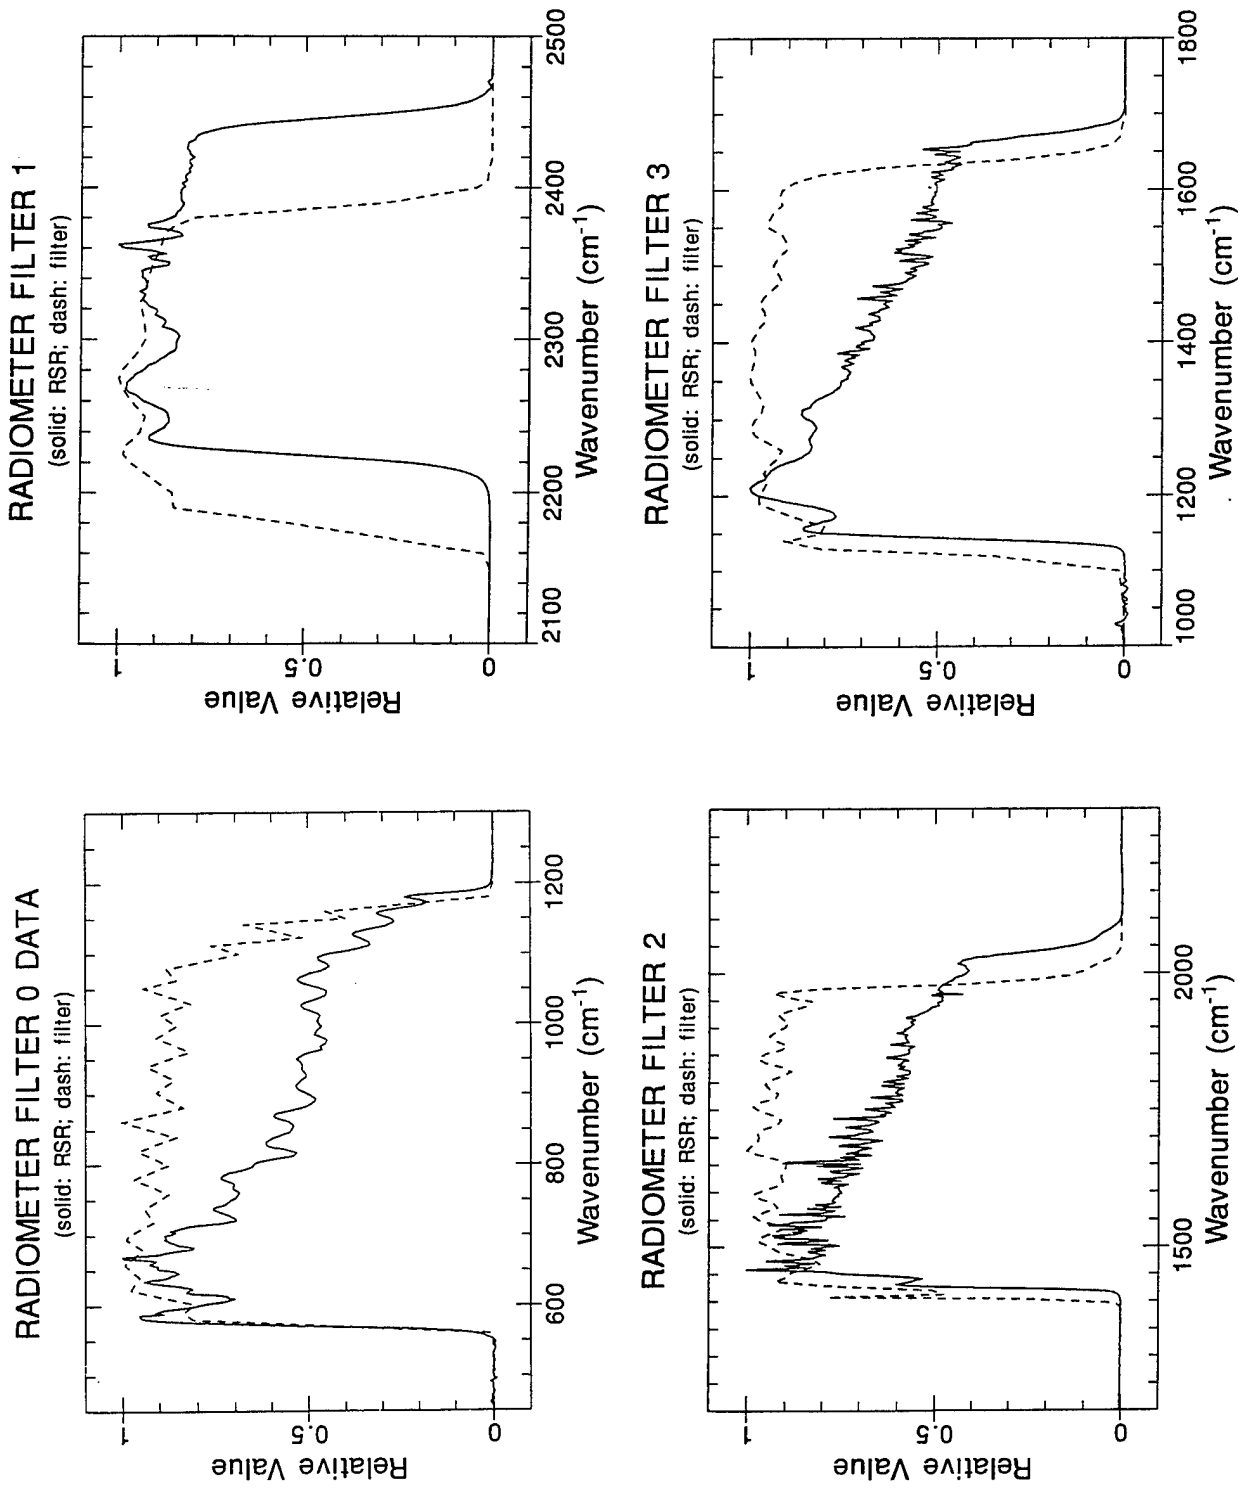 RADIOMETER FILTER 0 DATA
(solid: RSR; dash: filter)
Relative Value
1
0.5
0
600
800
1000
1200
Wavenumber (cm⁻¹)
RADIOMETER FILTER 1
(solid: RSR; dash: filter)
Relative Value
1
0.5
0
2100
2200
2300
2400
2500
Wavenumber (cm⁻¹)
RADIOMETER FILTER 2
(solid: RSR; dash: filter)
Relative Value
1
0.5
0
1500
2000
Wavenumber (cm⁻¹)
RADIOMETER FILTER 3
(solid: RSR; dash: filter)
Relative Value
1
0.5
0
1000
1200
1400
1600
1800
Wavenumber (cm⁻¹)